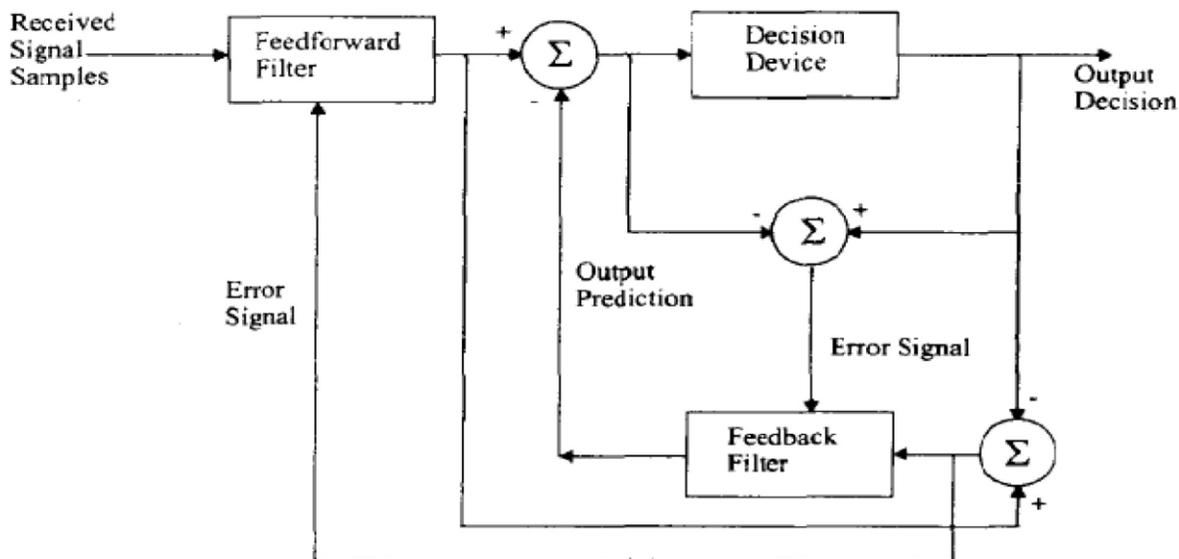 Received
Signal
Samples
Feedforward
Filter
+
Σ
-
Decision
Device
Output
Decision
-
Σ
+
Output
Prediction
Error
Signal
Error Signal
Feedback
Filter
-
Σ
+